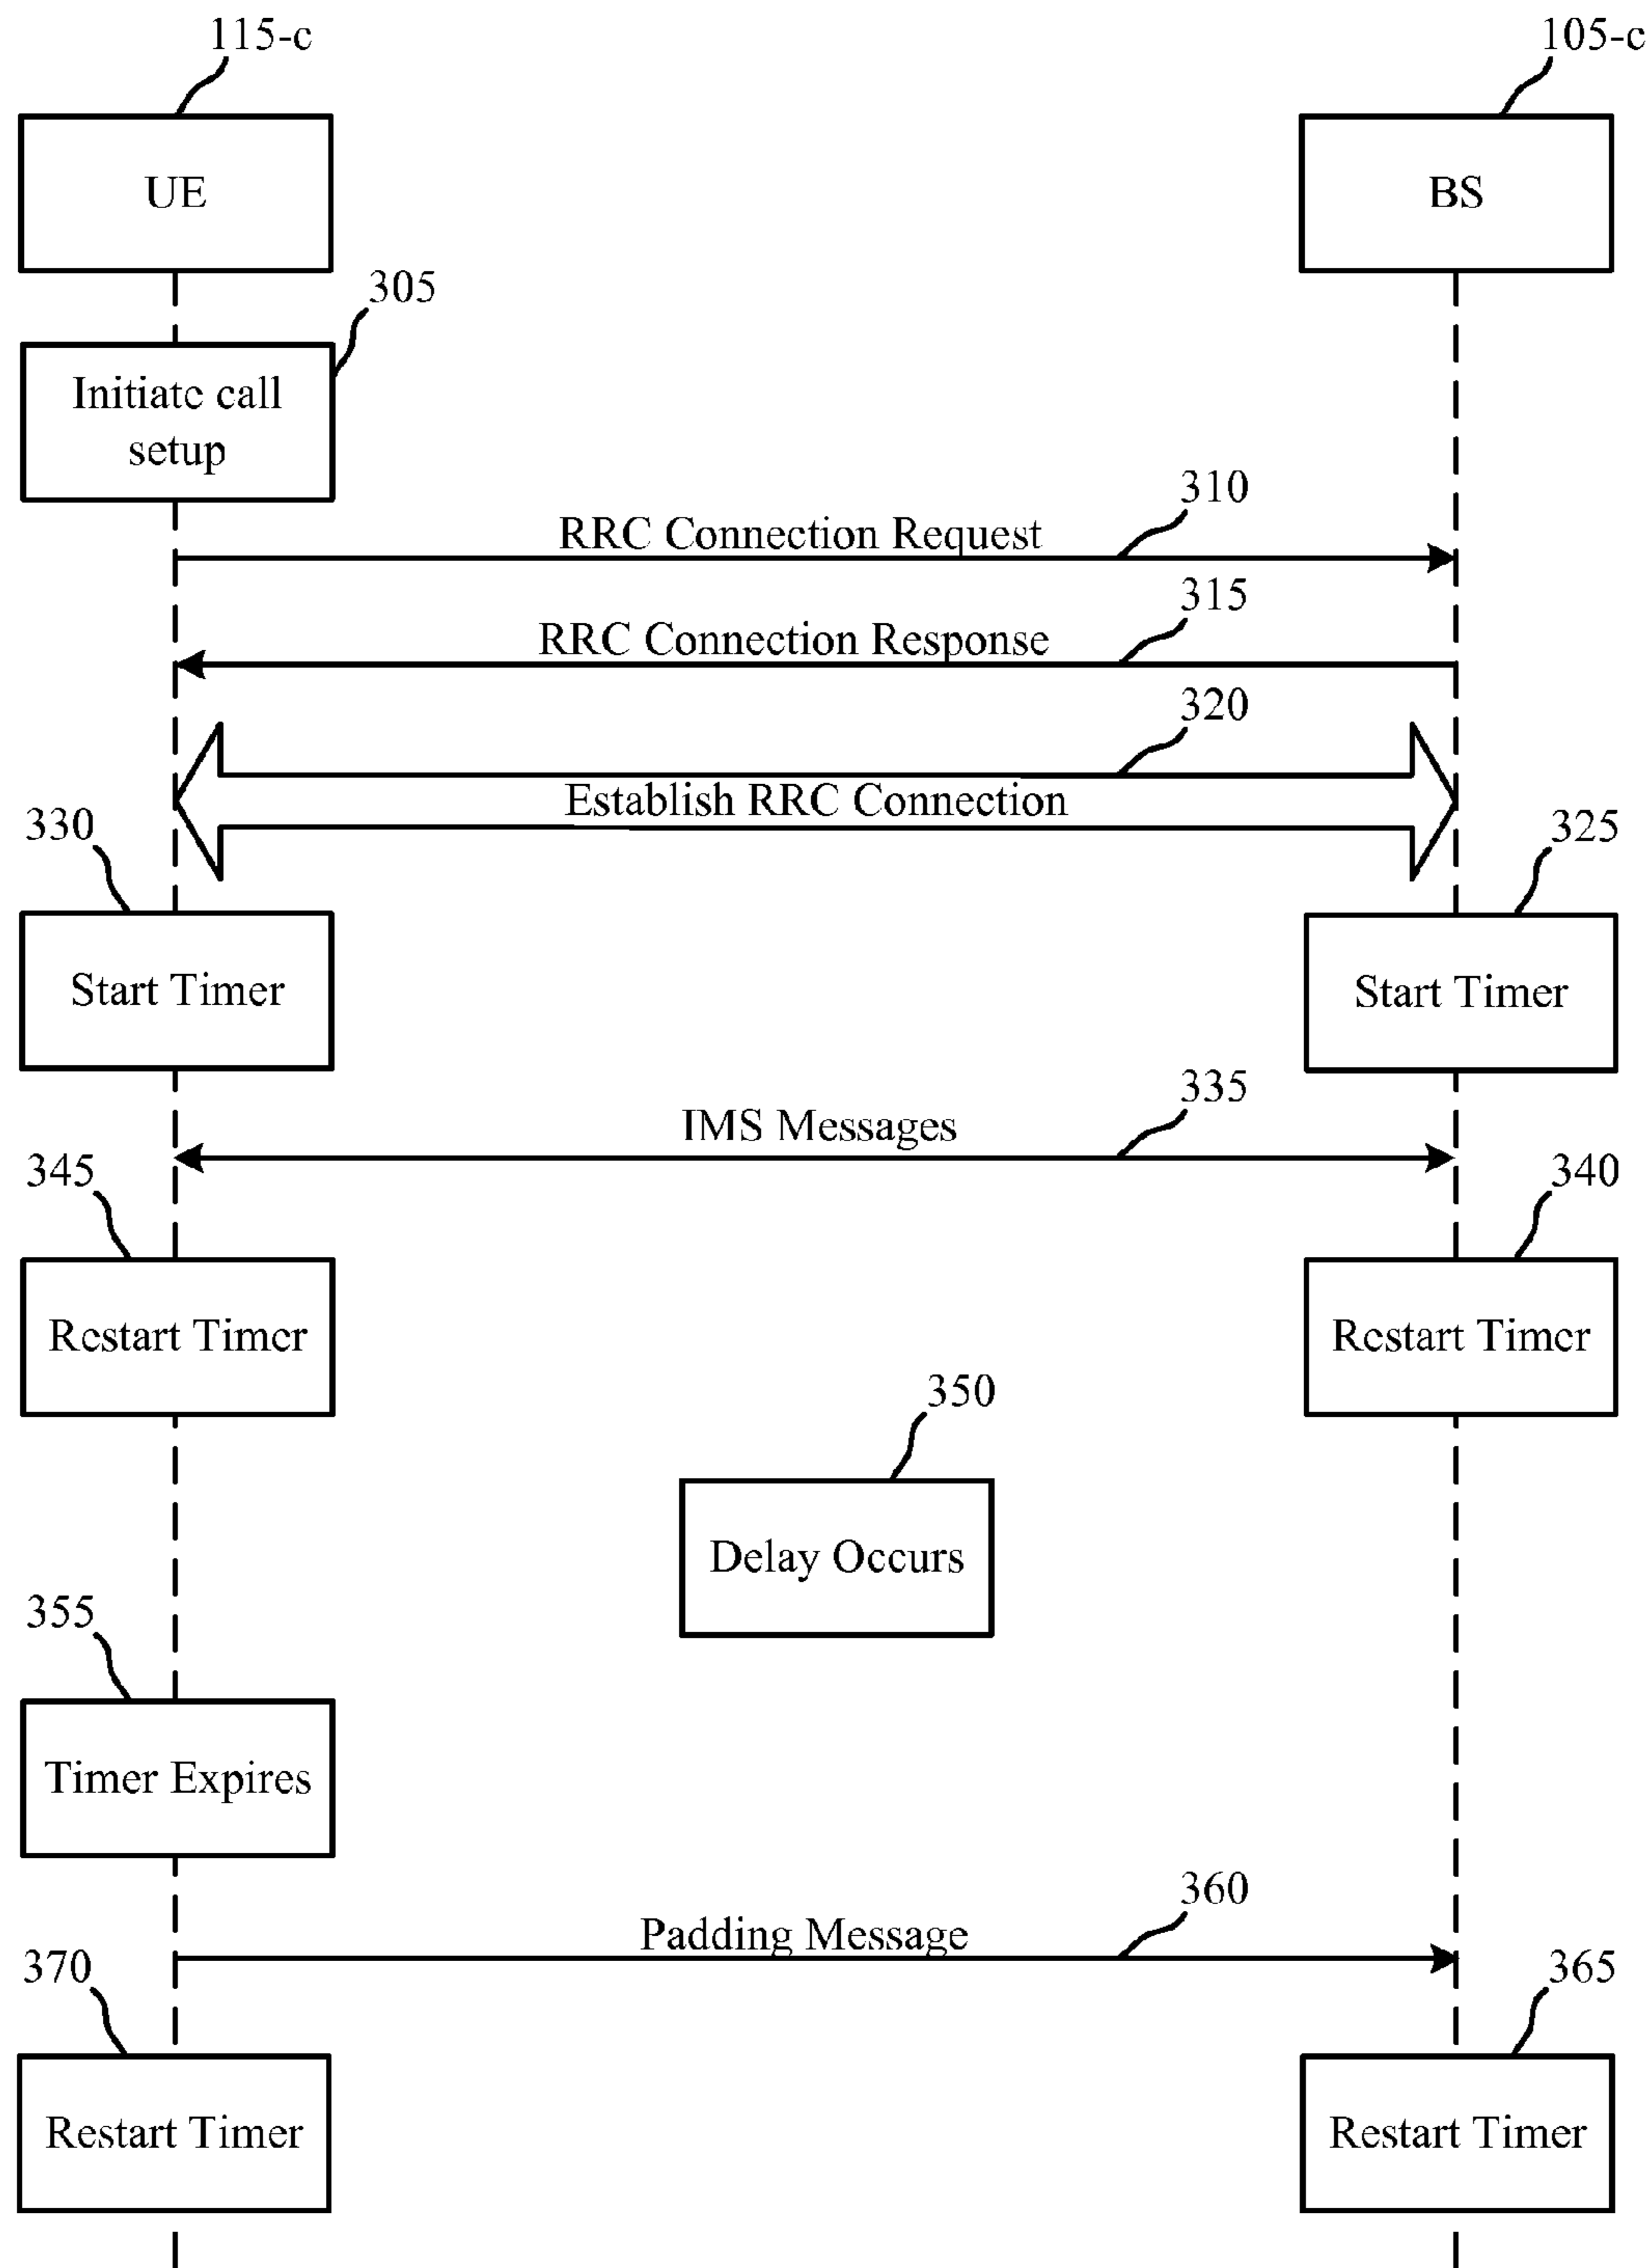 115-c
105-c
UE
BS
305
Initiate call
setup
310
RRC Connection Request
315
RRC Connection Response
320
Establish RRC Connection
330
325
Start Timer
Start Timer
335
IMS Messages
345
340
Restart Timer
Restart Timer
350
Delay Occurs
355
Timer Expires
360
Padding Message
370
365
Restart Timer
Restart Timer